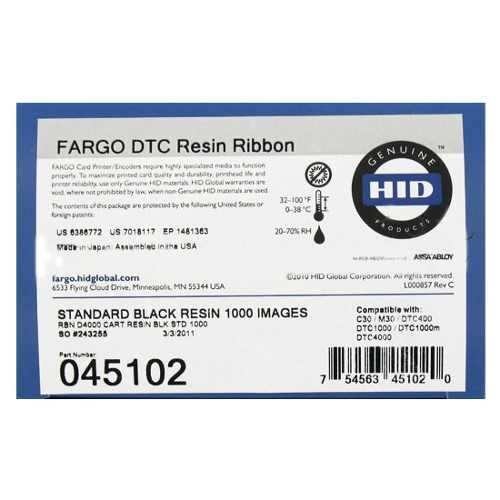 FARGO DTC Resin Ribbon
FARGO Card Printer/Encoders require highly specialized media to function
properly. To maximize printed card quality and durability, printhead life and
printer reliability, use only Genuine HID materials. HID Global warranties are
void, where not prohibited by law, when non-Genuine HID materials are used.
The contents of this package are protected by the following United States or
foreign patents:
US 6386772 US 7018117 EP 1481363
Made in Japan: Assembled in the USA
32-100°F
0-38°C
20-70% RH
GENUINE
HID
PRODUCTS
™
ASSA ABLOY
fargo.hidglobal.com
6533 Flying Cloud Drive, Minneapolis, MN 55344 USA
©2010 HID Global Corporation. All Rights Reserved.
L000857 Rev C
STANDARD BLACK RESIN 1000 IMAGES
RBN D4000 CART RESIN BLK STD 1000
SO #243255 3/3/2011
Compatible with:
C30 / M30 / DTC400
DTC1000 / DTC1000m
DTC4000
Part Number
045102
7 54563 45102 0